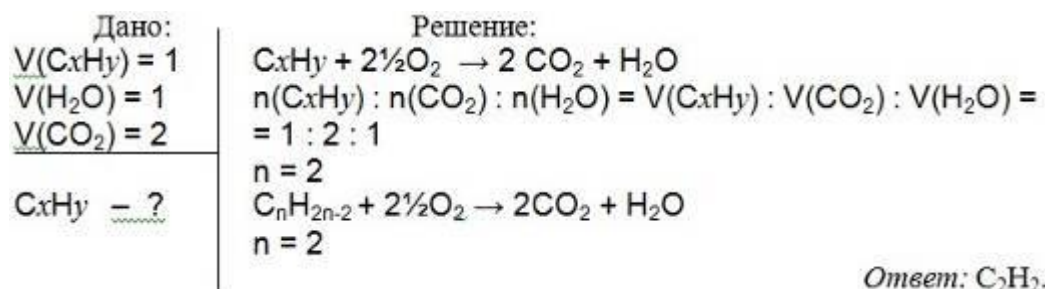 Дано:
V(CxHy) = 1
V(H₂O) = 1
V(CO₂) = 2
CxHy – ?
Решение:
CxHy + 2½O₂ → 2 CO₂ + H₂O
n(CxHy) : n(CO₂) : n(H₂O) = V(CxHy) : V(CO₂) : V(H₂O) =
= 1 : 2 : 1
n = 2
CₙH₂ₙ₋₂ + 2½O₂ → 2CO₂ + H₂O
n = 2
Ответ: C₂H₂.